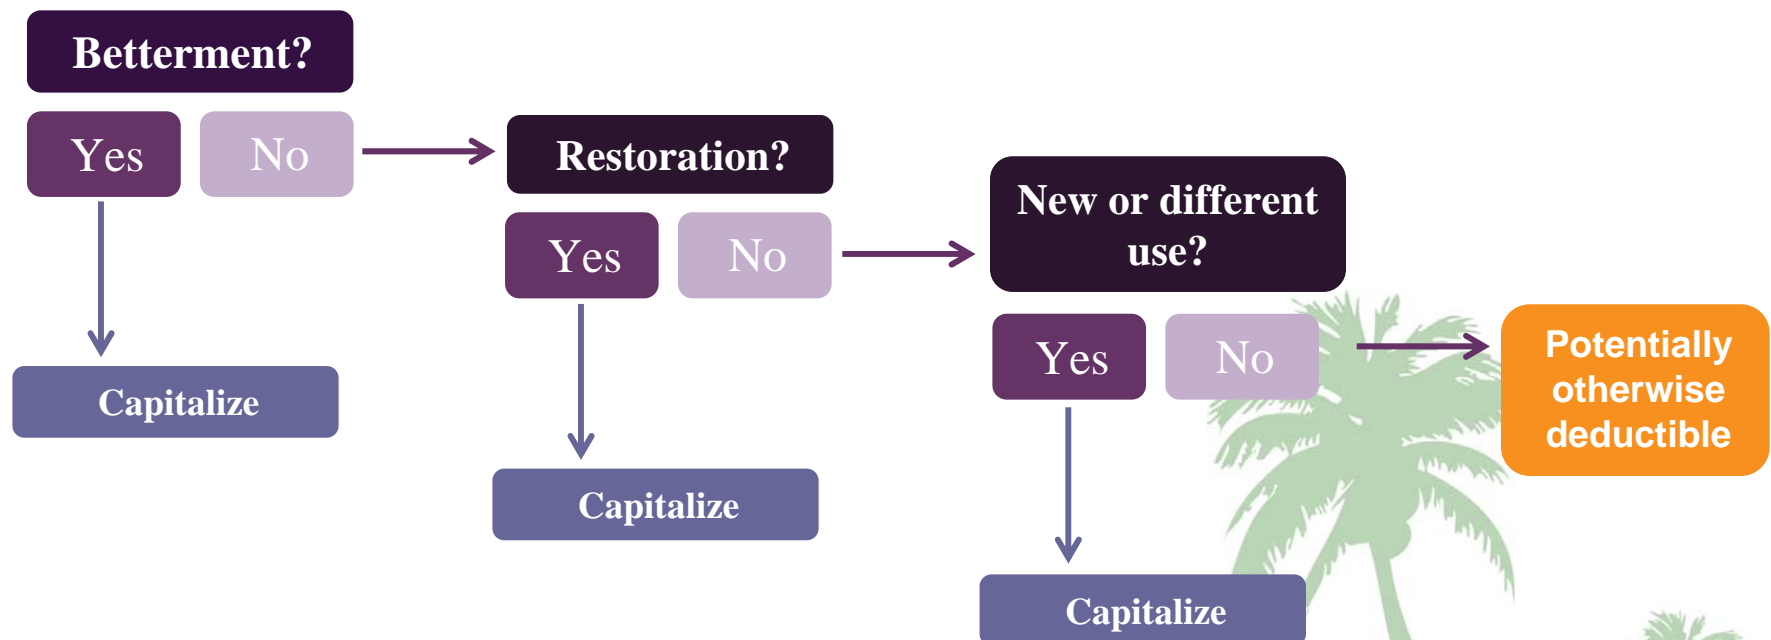 Betterment?
Yes
No
Capitalize
Restoration?
Yes
No
Capitalize
New or different
use?
Yes
No
Capitalize
Potentially
otherwise
deductible